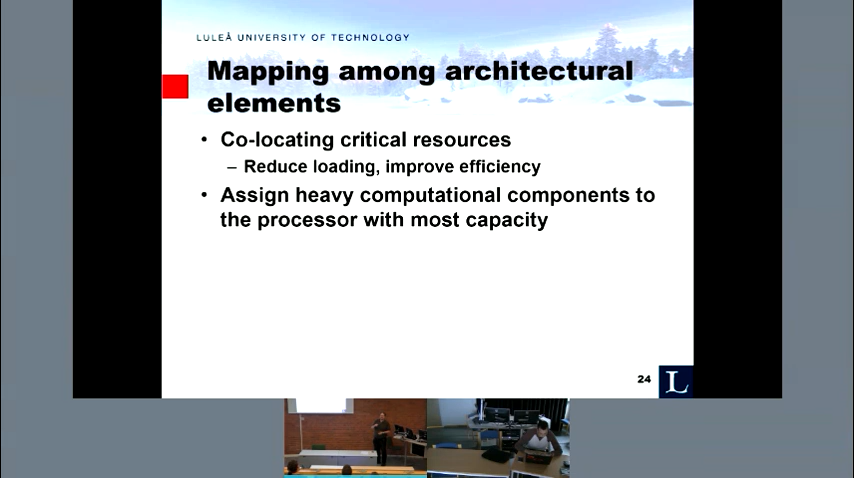 LULEÅ UNIVERSITY OF TECHNOLOGY
Mapping among architectural
elements
• Co-locating critical resources
– Reduce loading, improve efficiency
• Assign heavy computational components to
the processor with most capacity
24
L